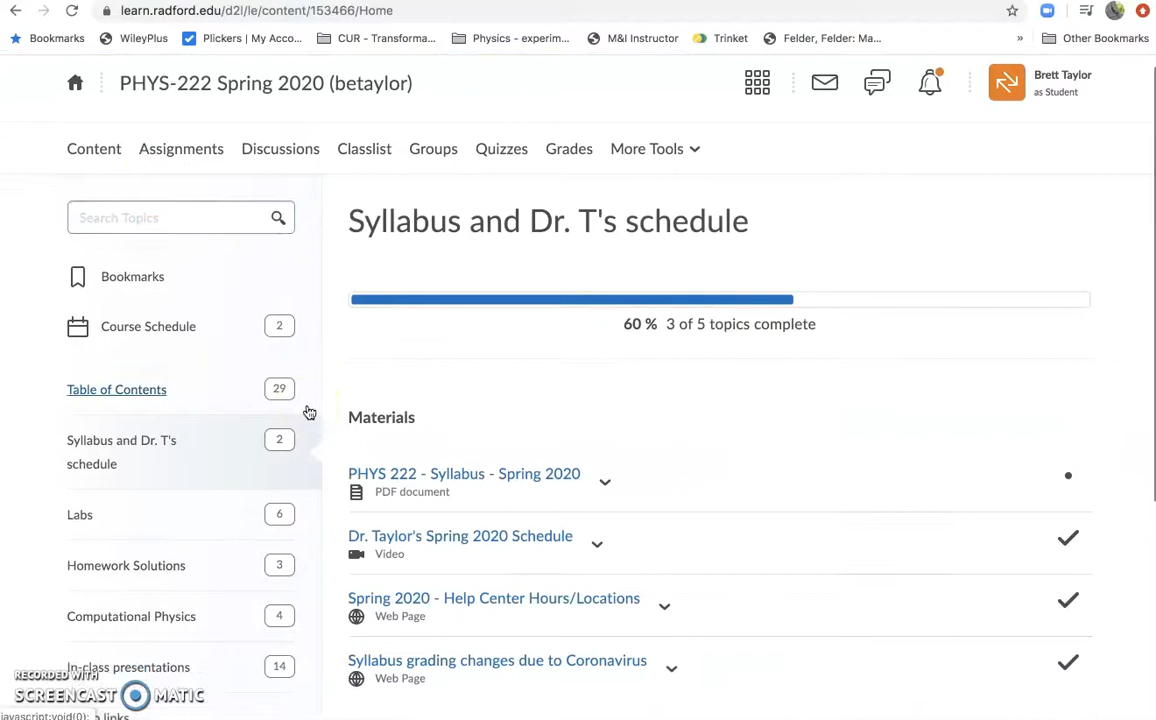 learn.radford.edu/d2l/le/content/153466/Home
Bookmarks WileyPlus Plickers | My Acco... CUR - Transforma... Physics - experim... M&I Instructor Trinket Felder, Felder: Ma... » Other Bookmarks
PHYS-222 Spring 2020 (betaylor)
Brett Taylor
as Student
Content Assignments Discussions Classlist Groups Quizzes Grades More Tools
Search Topics
Bookmarks
Course Schedule 2
Table of Contents 29
Syllabus and Dr. T's
schedule
2
Labs 6
Homework Solutions 3
Computational Physics 4
In-class presentations 14
links
Syllabus and Dr. T's schedule
60 % 3 of 5 topics complete
Materials
PHYS 222 - Syllabus - Spring 2020
PDF document
Dr. Taylor's Spring 2020 Schedule
Video
Spring 2020 - Help Center Hours/Locations
Web Page
Syllabus grading changes due to Coronavirus
Web Page
RECORDED WITH
SCREENCAST MATIC
javascript:void(0);